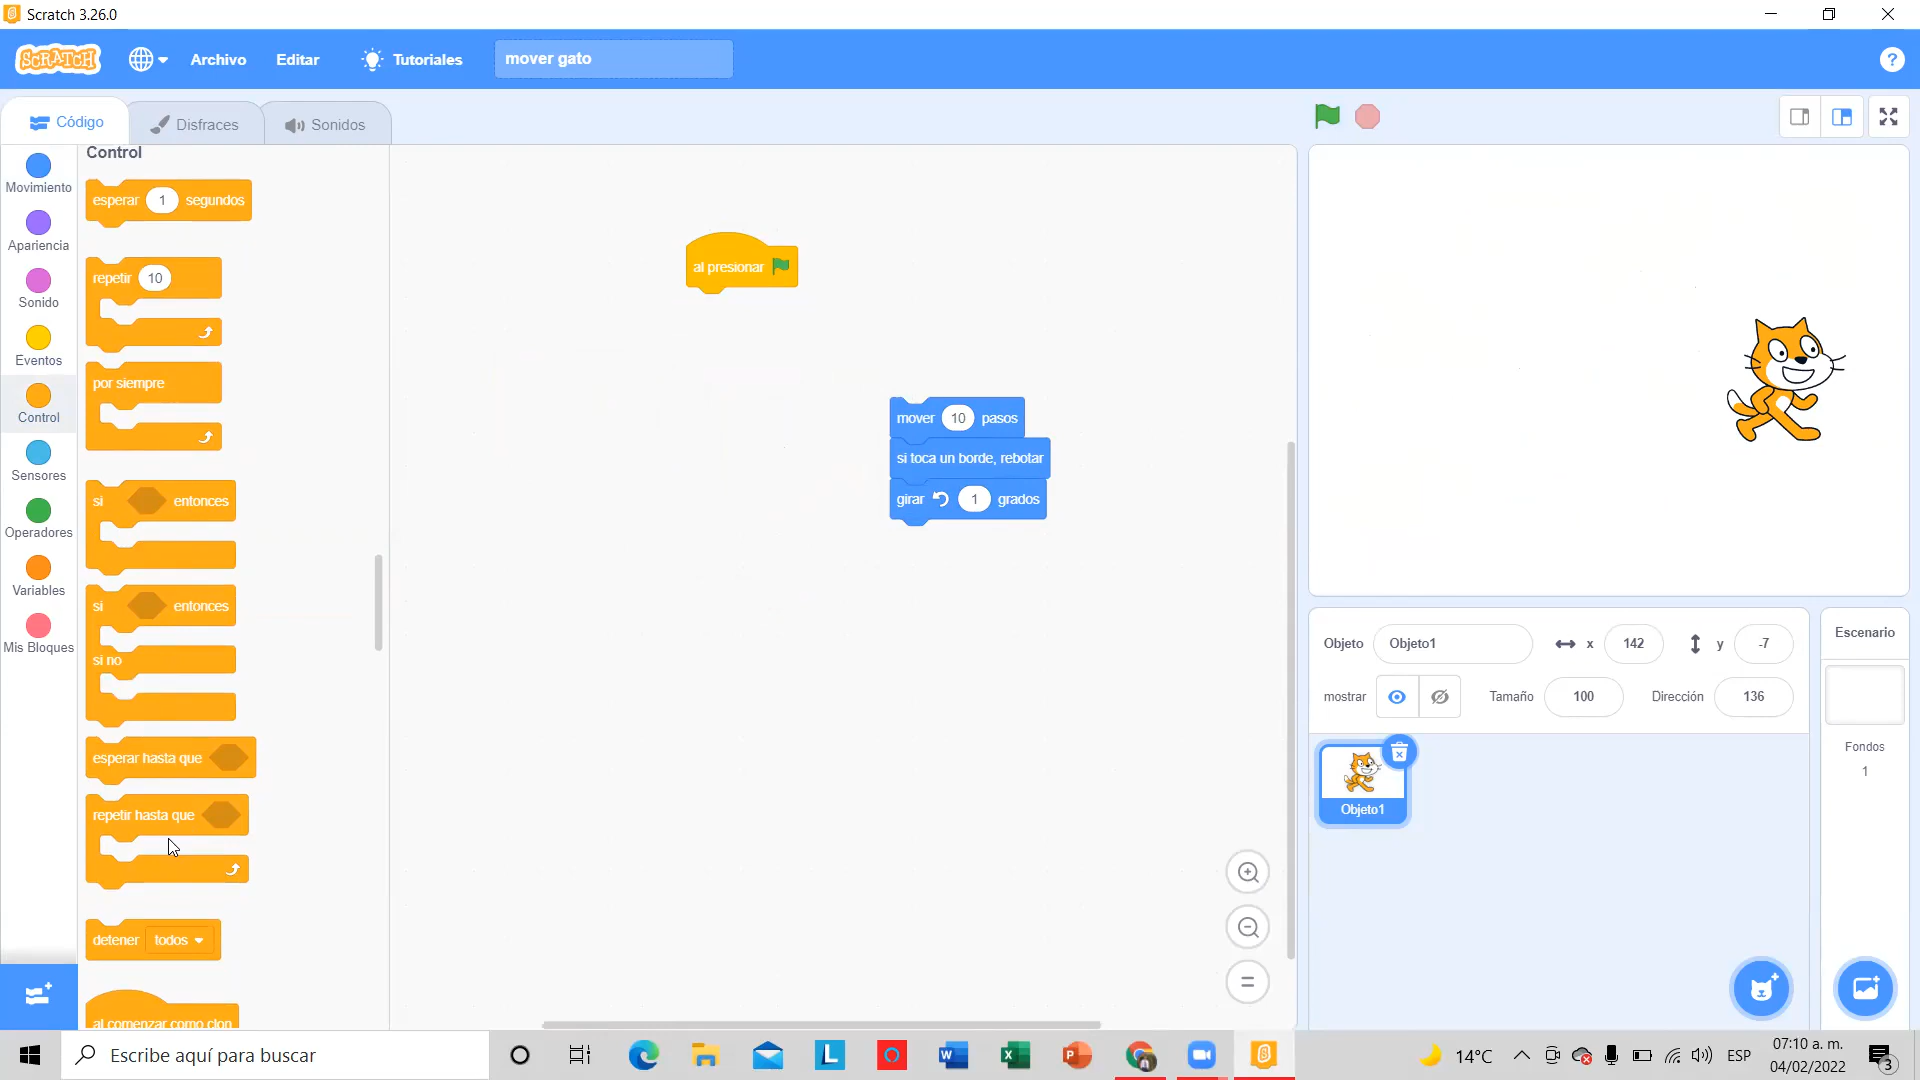 Scratch 3.26.0
SCRATCH
Archivo
Editar
Tutoriales
mover gato
?
Código
Disfraces
Sonidos
Movimiento
Apariencia
Sonido
Eventos
Control
Sensores
Operadores
Variables
Mis Bloques
Control
esperar 1 segundos
repetir 10
por siempre
si entonces
si entonces
si no
esperar hasta que
repetir hasta que
detener todos
al comenzar como clon
al presionar
mover 10 pasos
si toca un borde, rebotar
girar 1 grados
Objeto Objeto1 x 142 y -7
mostrar Tamaño 100 Dirección 136
Objeto1
Escenario
Fondos
1
Escribe aquí para buscar
14°C
ESP
07:10 a. m.
04/02/2022
3